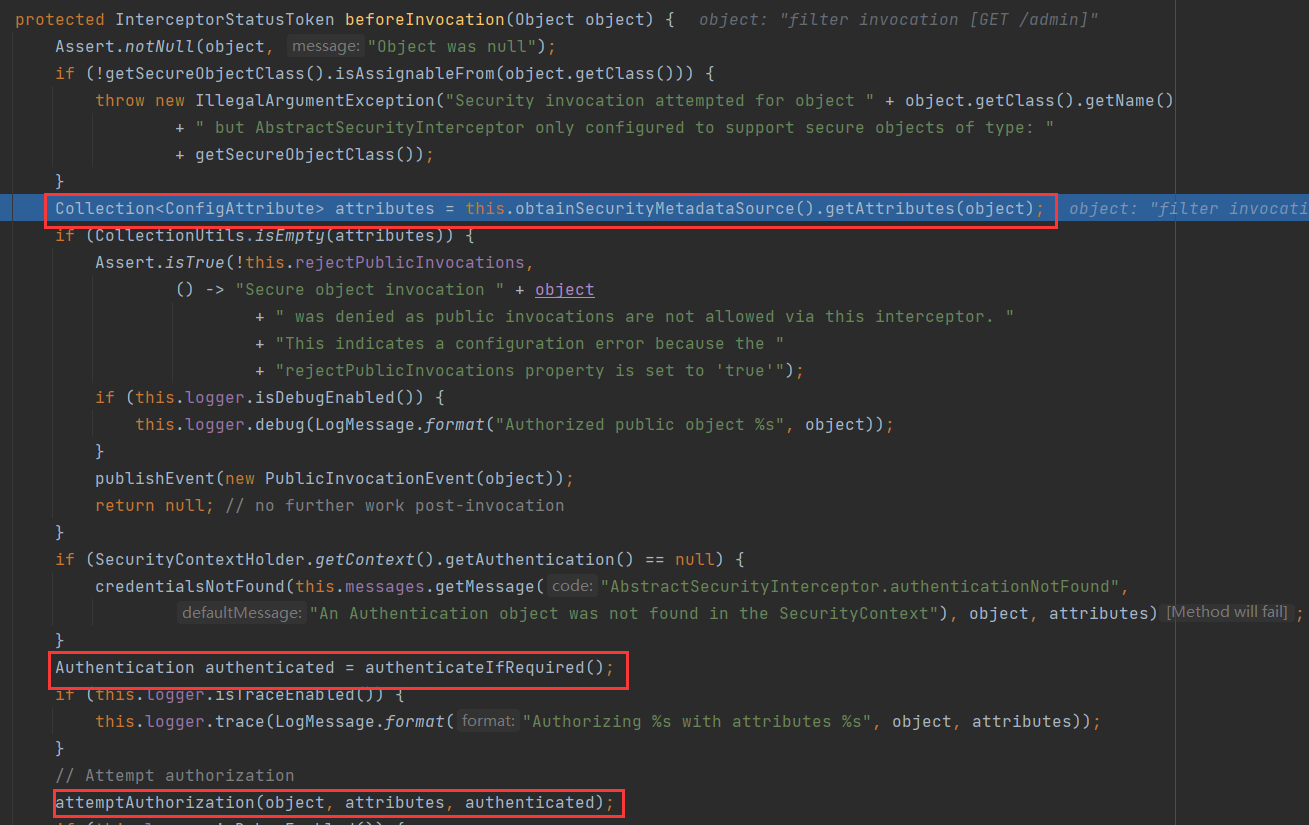 protected InterceptorStatusToken beforeInvocation(Object object) {   object: "filter invocation [GET /admin]"
    Assert.notNull(object, message: "Object was null");
    if (!getSecureObjectClass().isAssignableFrom(object.getClass())) {
        throw new IllegalArgumentException("Security invocation attempted for object " + object.getClass().getName()
                + " but AbstractSecurityInterceptor only configured to support secure objects of type: "
                + getSecureObjectClass());
    }
    Collection<ConfigAttribute> attributes = this.obtainSecurityMetadataSource().getAttributes(object);   object: "filter invocati
    if (CollectionUtils.isEmpty(attributes)) {
        Assert.isTrue(!this.rejectPublicInvocations,
                () -> "Secure object invocation " + object
                        + " was denied as public invocations are not allowed via this interceptor. "
                        + "This indicates a configuration error because the "
                        + "rejectPublicInvocations property is set to 'true'");
        if (this.logger.isDebugEnabled()) {
            this.logger.debug(LogMessage.format("Authorized public object %s", object));
        }
        publishEvent(new PublicInvocationEvent(object));
        return null; // no further work post-invocation
    }
    if (SecurityContextHolder.getContext().getAuthentication() == null) {
        credentialsNotFound(this.messages.getMessage( code: "AbstractSecurityInterceptor.authenticationNotFound",
                defaultMessage: "An Authentication object was not found in the SecurityContext"), object, attributes) [Method will fail] ;
    }
    Authentication authenticated = authenticateIfRequired();
    if (this.logger.isTraceEnabled()) {
        this.logger.trace(LogMessage.format( format: "Authorizing %s with attributes %s", object, attributes));
    }
    // Attempt authorization
    attemptAuthorization(object, attributes, authenticated);